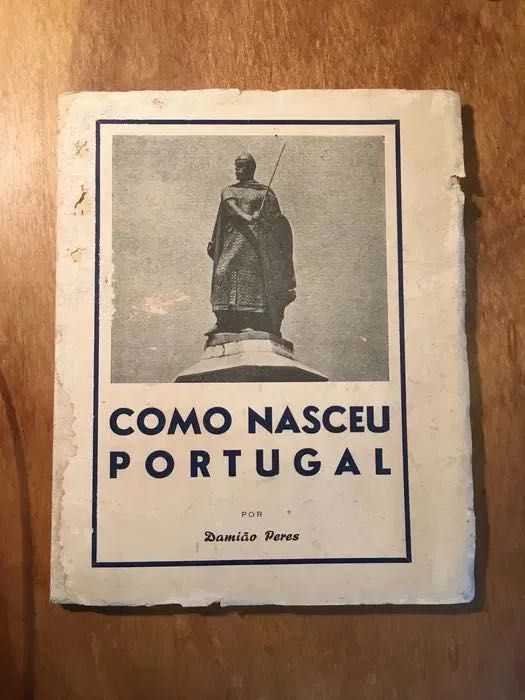 COMO NASCEU
PORTUGAL
POR
Damião Peres